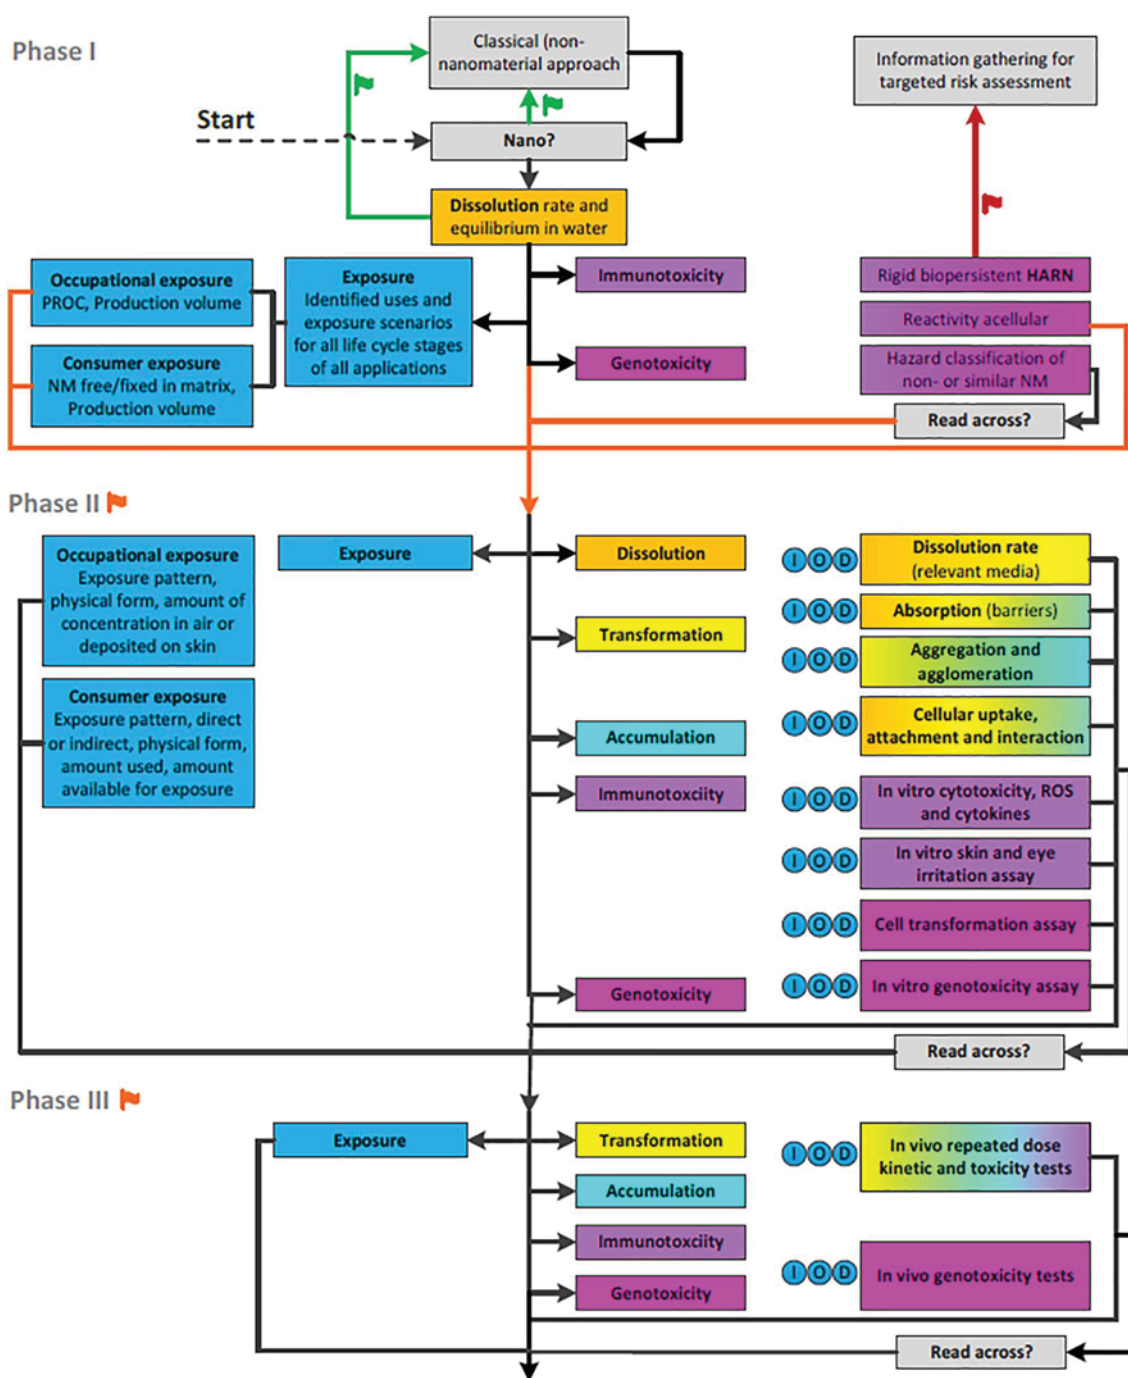 Phase I
Classical (non-
nanomaterial approach
Information gathering for
targeted risk assessment
Start
Nano?
Dissolution rate and
equilibrium in water
Occupational exposure
PROC, Production volume
Exposure
Identified uses and
exposure scenarios
for all life cycle stages
of all applications
Consumer exposure
NM free/fixed in matrix,
Production volume
Immunotoxicity
Genotoxicity
Rigid biopersistent HARN
Reactivity acellular
Hazard classification of
non- or similar NM
Read across?
Phase II
Occupational exposure
Exposure pattern,
physical form, amount of
concentration in air or
deposited on skin
Consumer exposure
Exposure pattern, direct
or indirect, physical form,
amount used, amount
available for exposure
Exposure
Dissolution
Transformation
Accumulation
Immunotoxciity
Genotoxicity
I O D
Dissolution rate
(relevant media)
I O D
Absorption (barriers)
I O D
Aggregation and
agglomeration
I O D
Cellular uptake,
attachment and interaction
I O D
In vitro cytotoxicity, ROS
and cytokines
I O D
In vitro skin and eye
irritation assay
I O D
Cell transformation assay
I O D
In vitro genotoxicity assay
Read across?
Phase III
Exposure
Transformation
Accumulation
Immunotoxciity
Genotoxicity
I O D
In vivo repeated dose
kinetic and toxicity tests
I O D
In vivo genotoxicity tests
Read across?